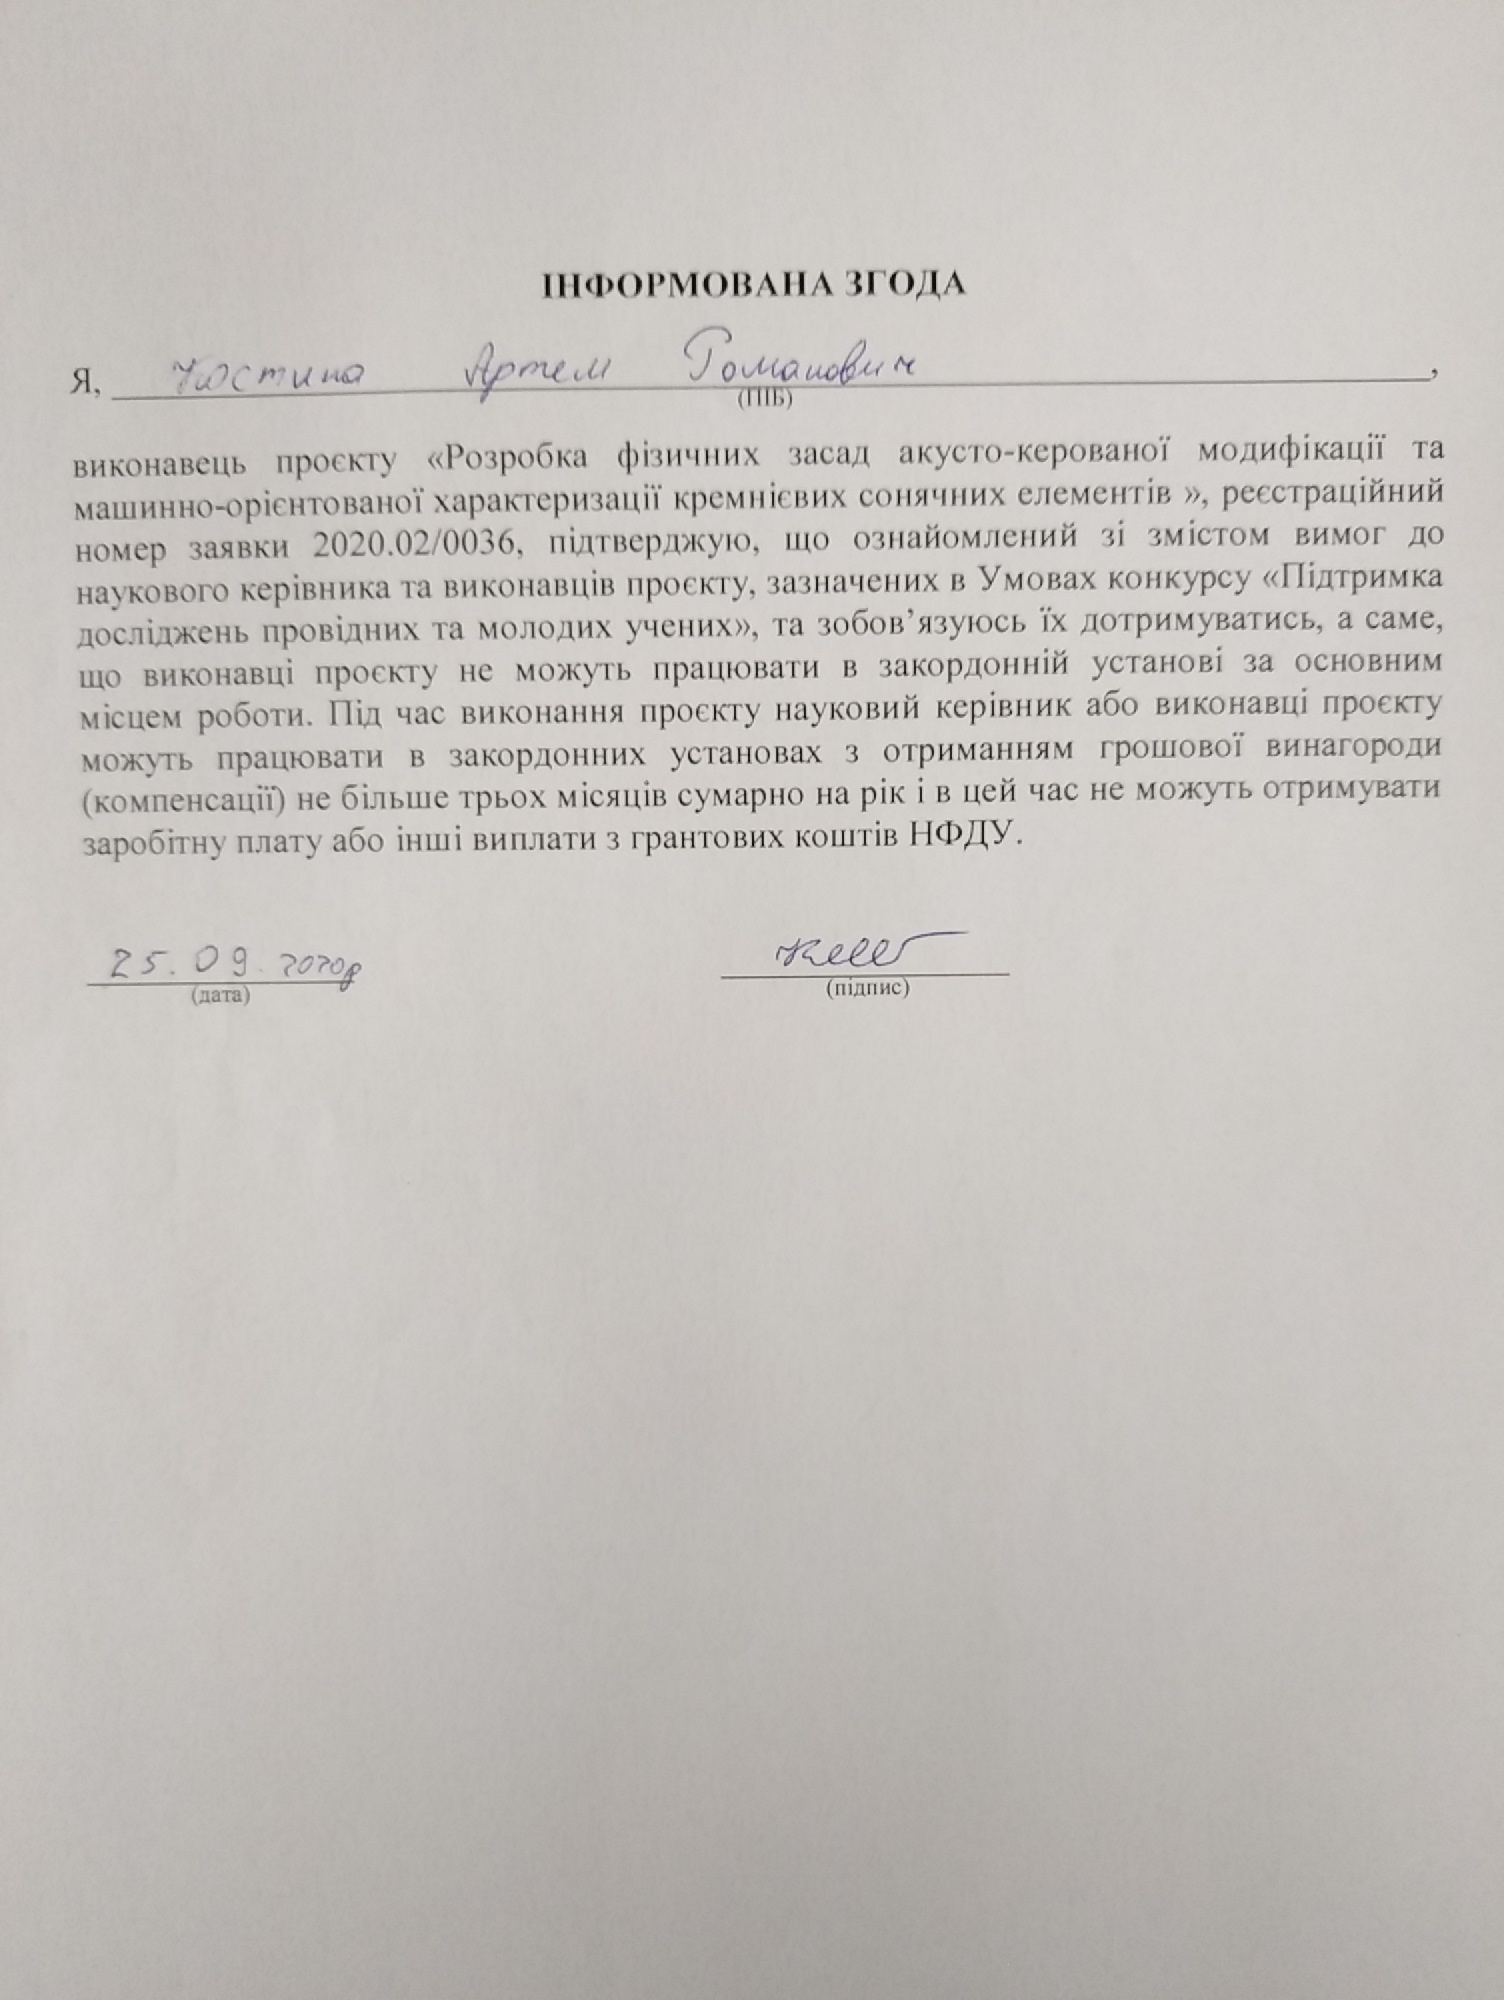 ІНФОРМОВАНА ЗГОДА
Я, Костина Артем Романович,
(ПІБ)
виконавець проєкту «Розробка фізичних засад акусто-керованої модифікації та
машинно-орієнтованої характеризації кремнієвих сонячних елементів », реєстраційний
номер заявки 2020.02/0036, підтверджую, що ознайомлений зі змістом вимог до
наукового керівника та виконавців проєкту, зазначених в Умовах конкурсу «Підтримка
досліджень провідних та молодих учених», та зобов’язуюсь їх дотримуватись, а саме,
що виконавці проєкту не можуть працювати в закордонній установі за основним
місцем роботи. Під час виконання проєкту науковий керівник або виконавці проєкту
можуть працювати в закордонних установах з отриманням грошової винагороди
(компенсації) не більше трьох місяців сумарно на рік і в цей час не можуть отримувати
заробітну плату або інші виплати з грантових коштів НФДУ.
25.09.2020р
(дата)
(підпис)